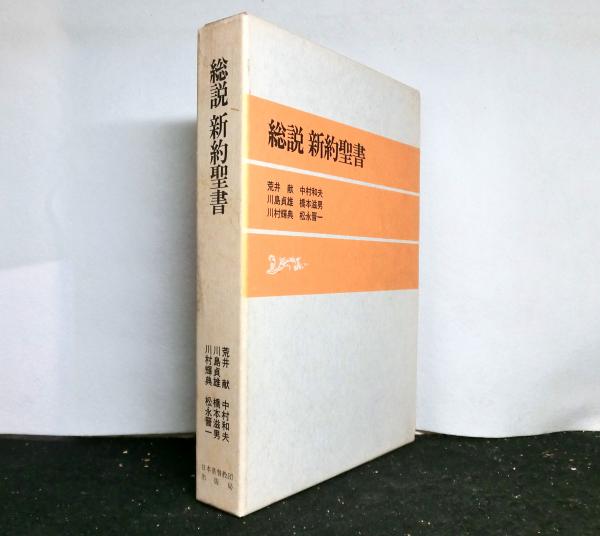 総説 新約聖書
荒井 献 中村和夫
川島貞雄 橋本滋男
川村輝典 松永晋一
総説 新約聖書
荒井 献 中村和夫
川島貞雄 橋本滋男
川村輝典 松永晋一
日本基督教団
出版局